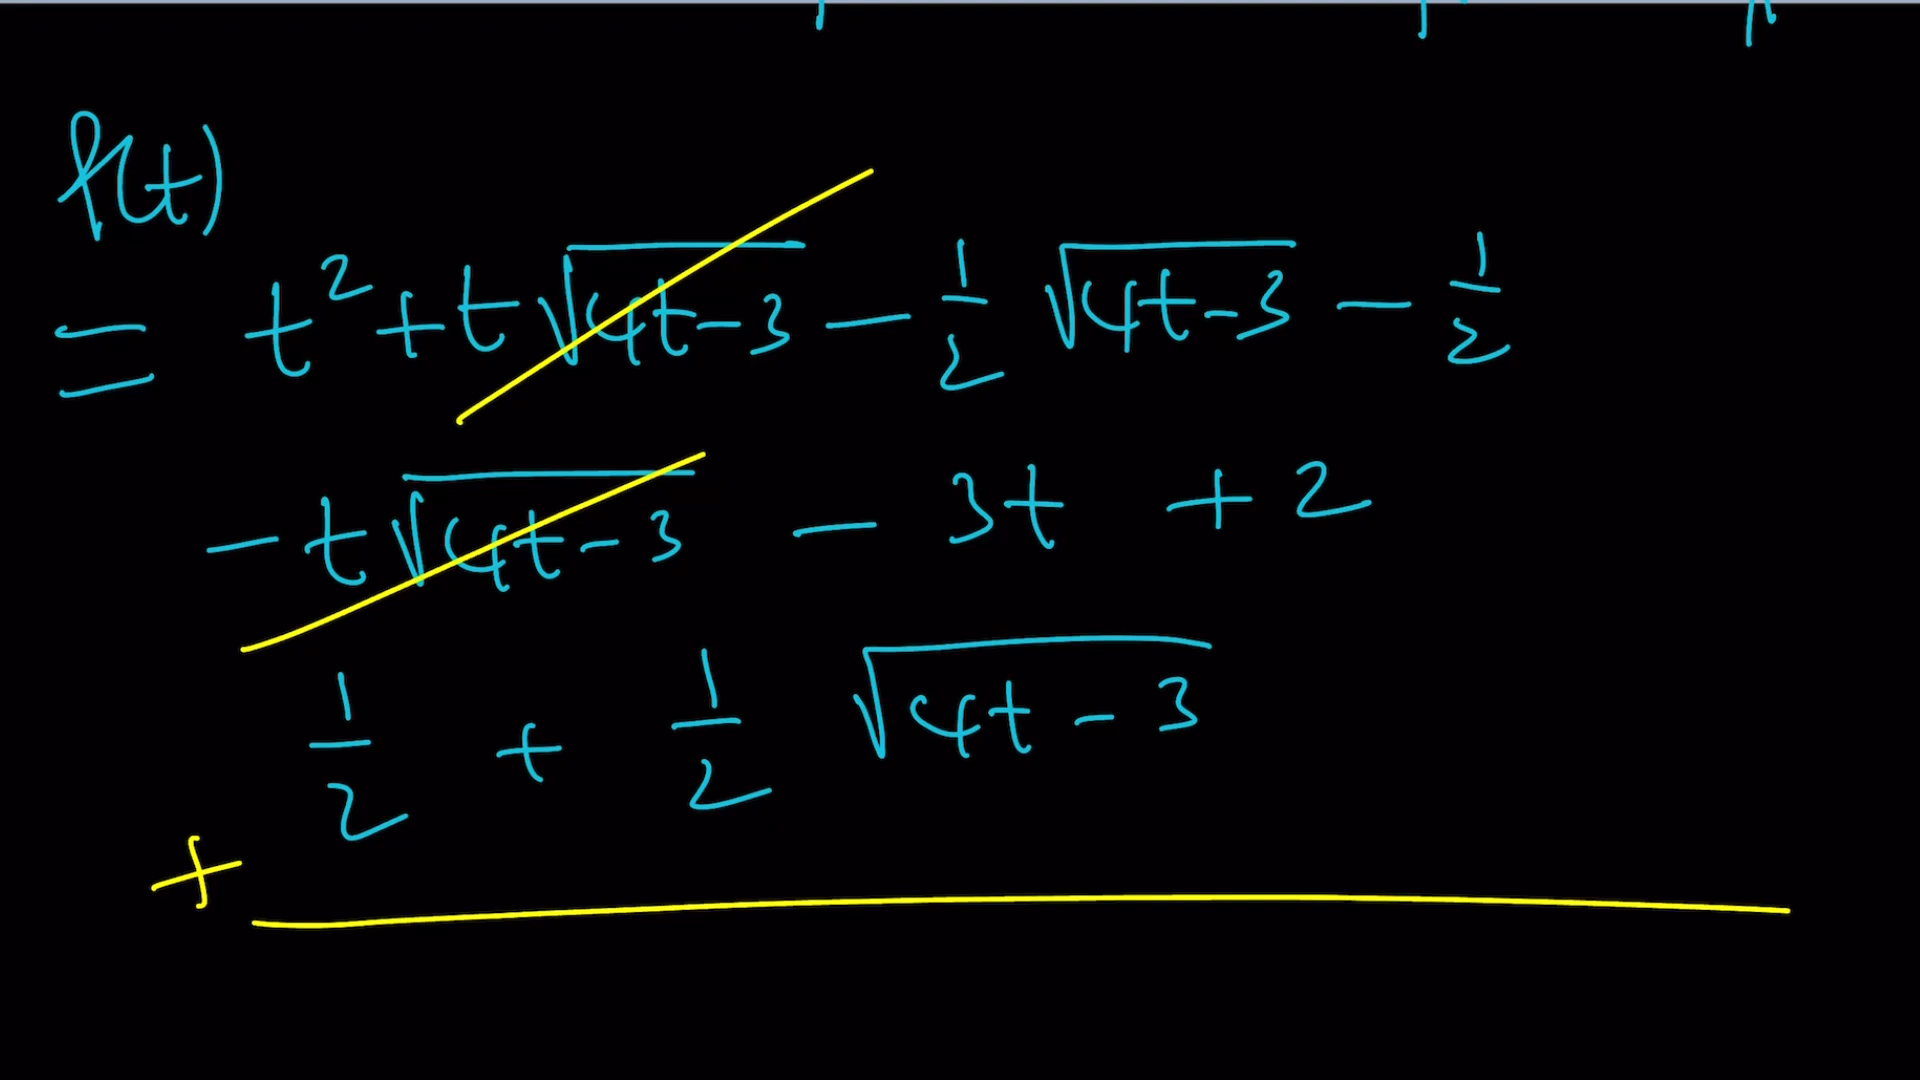 f(t)
= t² + t√(4t-3) - 1/2 √(4t-3) - 1/2
- t√(4t-3) - 3t + 2
1/2 + 1/2 √(4t-3)
+